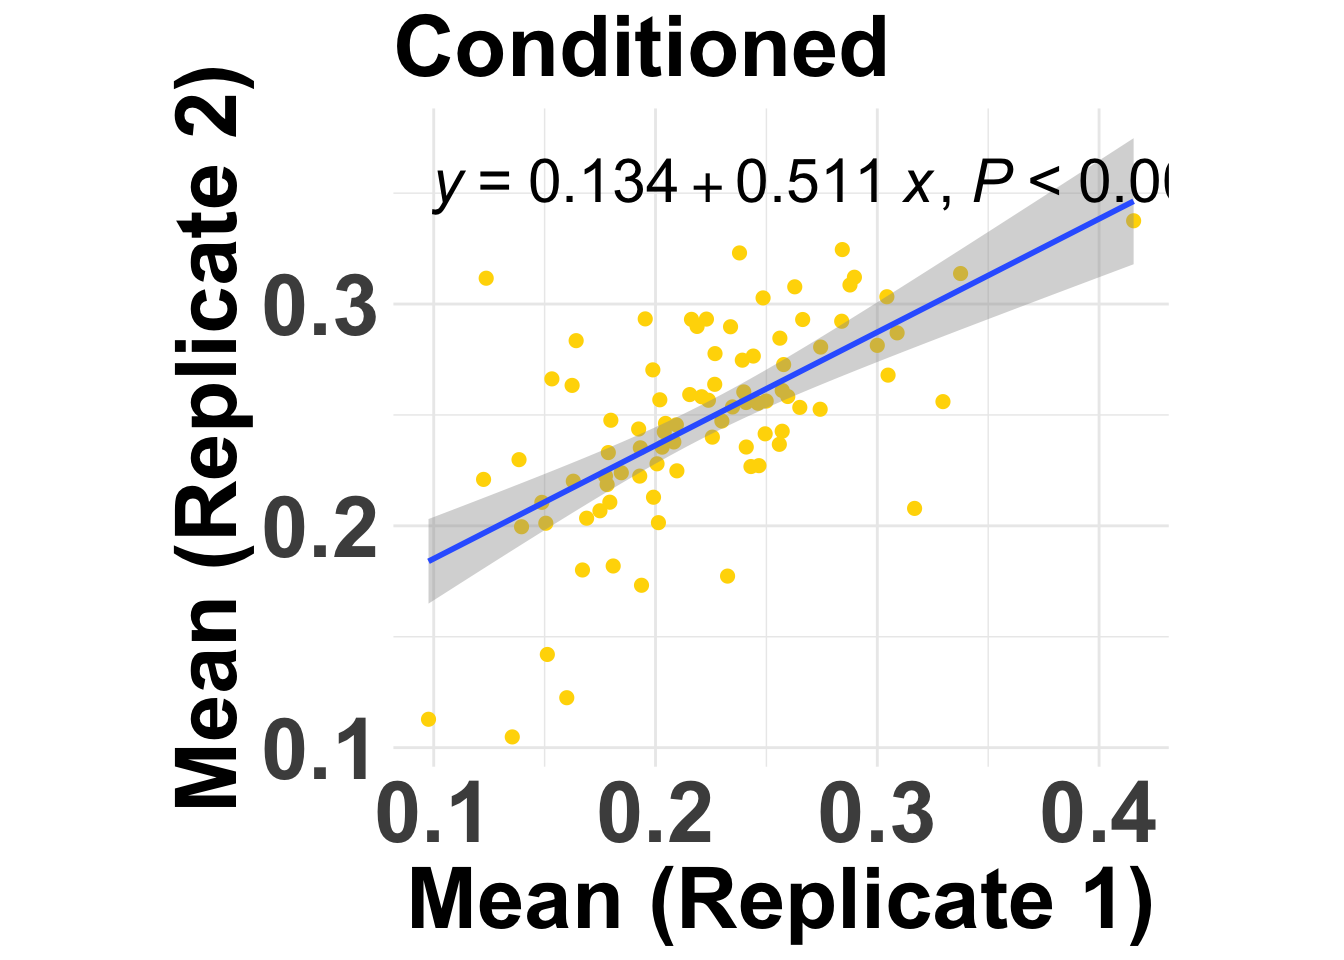 Conditioned
y = 0.134 + 0.511 x, P < 0.00
Mean (Replicate 2)
0.3
0.2
0.1
0.1 0.2 0.3 0.4
Mean (Replicate 1)